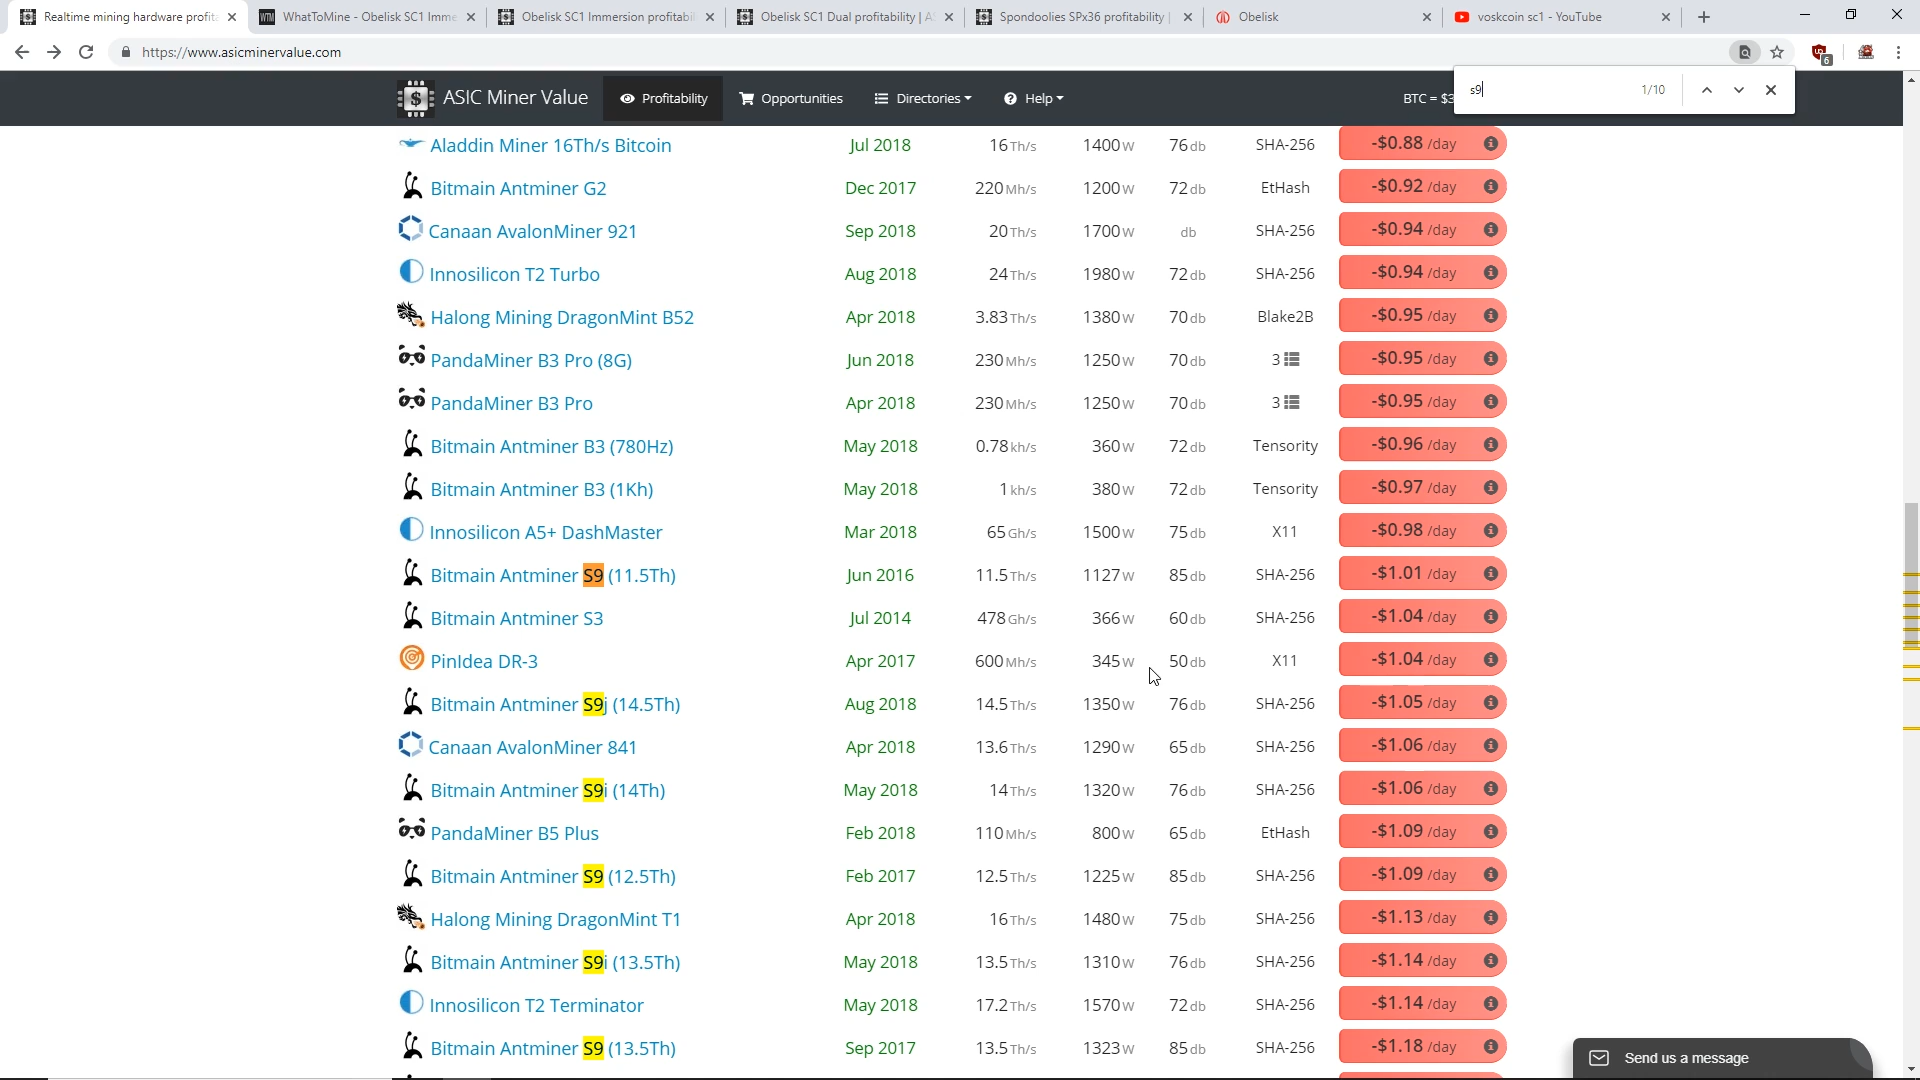 Realtime mining hardware profita
WhatToMine - Obelisk SC1 Imme
Obelisk SC1 Immersion profitabil
Obelisk SC1 Dual profitability | AS
Spondoolies SPx36 profitability |
Obelisk
voskcoin sc1 - YouTube
https://www.asicminervalue.com
6
s9
1/10
ASIC Miner Value
Profitability
Opportunities
Directories
Help
BTC = $3
Aladdin Miner 16Th/s Bitcoin Jul 2018 16 Th/s 1400 W 76 db SHA-256 -$0.88 /day
Bitmain Antminer G2 Dec 2017 220 Mh/s 1200 W 72 db EtHash -$0.92 /day
Canaan AvalonMiner 921 Sep 2018 20 Th/s 1700 W db SHA-256 -$0.94 /day
Innosilicon T2 Turbo Aug 2018 24 Th/s 1980 W 72 db SHA-256 -$0.94 /day
Halong Mining DragonMint B52 Apr 2018 3.83 Th/s 1380 W 70 db Blake2B -$0.95 /day
PandaMiner B3 Pro (8G) Jun 2018 230 Mh/s 1250 W 70 db 3 -$0.95 /day
PandaMiner B3 Pro Apr 2018 230 Mh/s 1250 W 70 db 3 -$0.95 /day
Bitmain Antminer B3 (780Hz) May 2018 0.78 kh/s 360 W 72 db Tensority -$0.96 /day
Bitmain Antminer B3 (1Kh) May 2018 1 kh/s 380 W 72 db Tensority -$0.97 /day
Innosilicon A5+ DashMaster Mar 2018 65 Gh/s 1500 W 75 db X11 -$0.98 /day
Bitmain Antminer S9 (11.5Th) Jun 2016 11.5 Th/s 1127 W 85 db SHA-256 -$1.01 /day
Bitmain Antminer S3 Jul 2014 478 Gh/s 366 W 60 db SHA-256 -$1.04 /day
PinIdea DR-3 Apr 2017 600 Mh/s 345 W 50 db X11 -$1.04 /day
Bitmain Antminer S9j (14.5Th) Aug 2018 14.5 Th/s 1350 W 76 db SHA-256 -$1.05 /day
Canaan AvalonMiner 841 Apr 2018 13.6 Th/s 1290 W 65 db SHA-256 -$1.06 /day
Bitmain Antminer S9i (14Th) May 2018 14 Th/s 1320 W 76 db SHA-256 -$1.06 /day
PandaMiner B5 Plus Feb 2018 110 Mh/s 800 W 65 db EtHash -$1.09 /day
Bitmain Antminer S9 (12.5Th) Feb 2017 12.5 Th/s 1225 W 85 db SHA-256 -$1.09 /day
Halong Mining DragonMint T1 Apr 2018 16 Th/s 1480 W 75 db SHA-256 -$1.13 /day
Bitmain Antminer S9i (13.5Th) May 2018 13.5 Th/s 1310 W 76 db SHA-256 -$1.14 /day
Innosilicon T2 Terminator May 2018 17.2 Th/s 1570 W 72 db SHA-256 -$1.14 /day
Bitmain Antminer S9 (13.5Th) Sep 2017 13.5 Th/s 1323 W 85 db SHA-256 -$1.18 /day
Send us a message